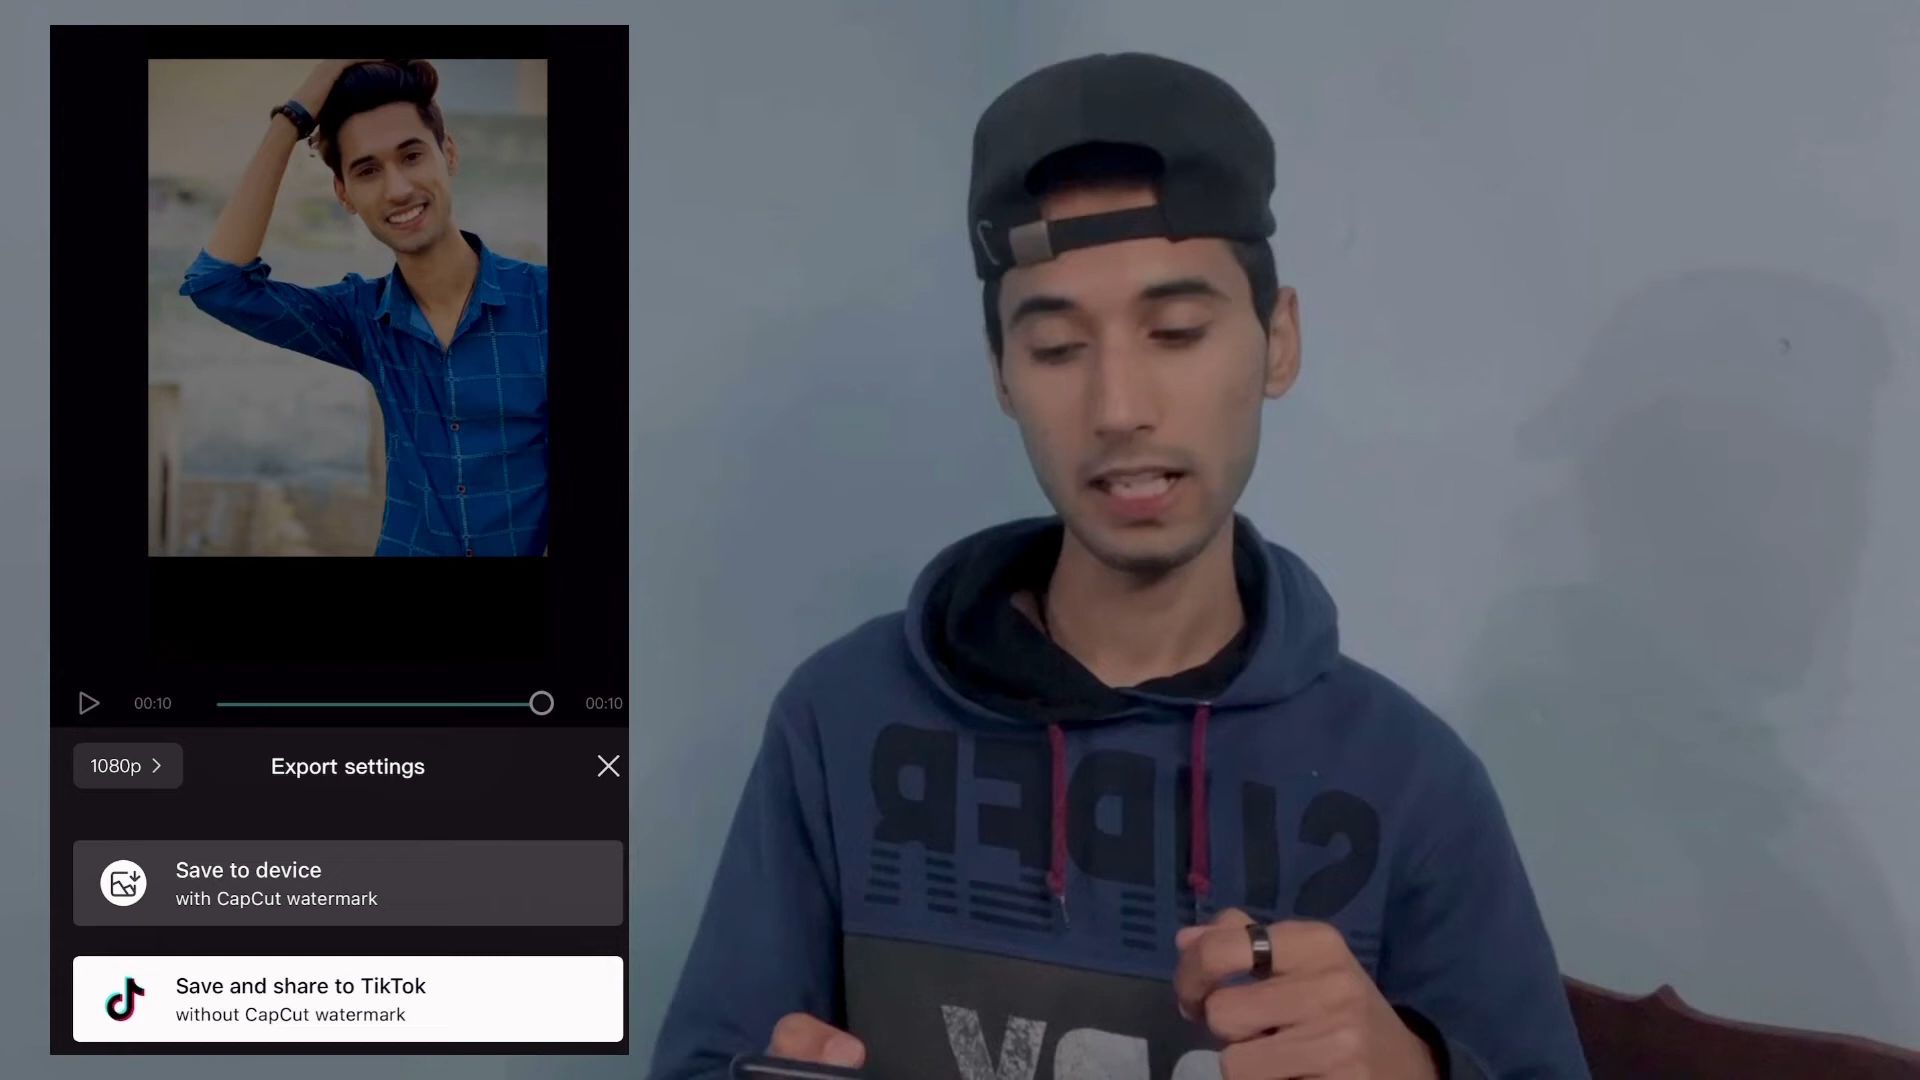 00:10
00:10
1080p
Export settings
Save to device
with CapCut watermark
Save and share to TikTok
without CapCut watermark
SUPER